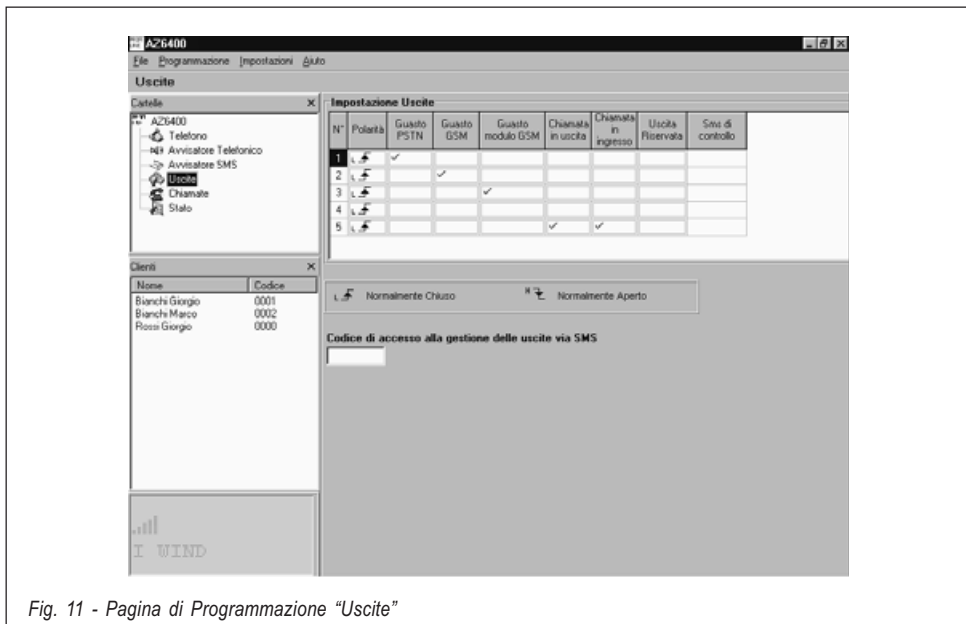 AZ6400
File Programmazione Impostazioni Aiuto
Uscite
Cartelle
AZ6400
Telefono
Avvisatore Telefonico
Avvisatore SMS
Uscite
Chiamate
Stato
Clienti
Nome Codice
Bianchi Giorgio 0001
Bianchi Marco 0002
Rossi Giorgio 0000
I WIND
Impostazione Uscite
N° Polarità Guasto PSTN Guasto GSM Guasto modulo GSM Chiamata in uscita Chiamata in ingresso Uscita Riservata Sms di controllo
1 L
2 L
3 L
4 L
5 L
L Normalmente Chiuso H Normalmente Aperto
Codice di accesso alla gestione delle uscite via SMS
Fig. 11 - Pagina di Programmazione “Uscite”